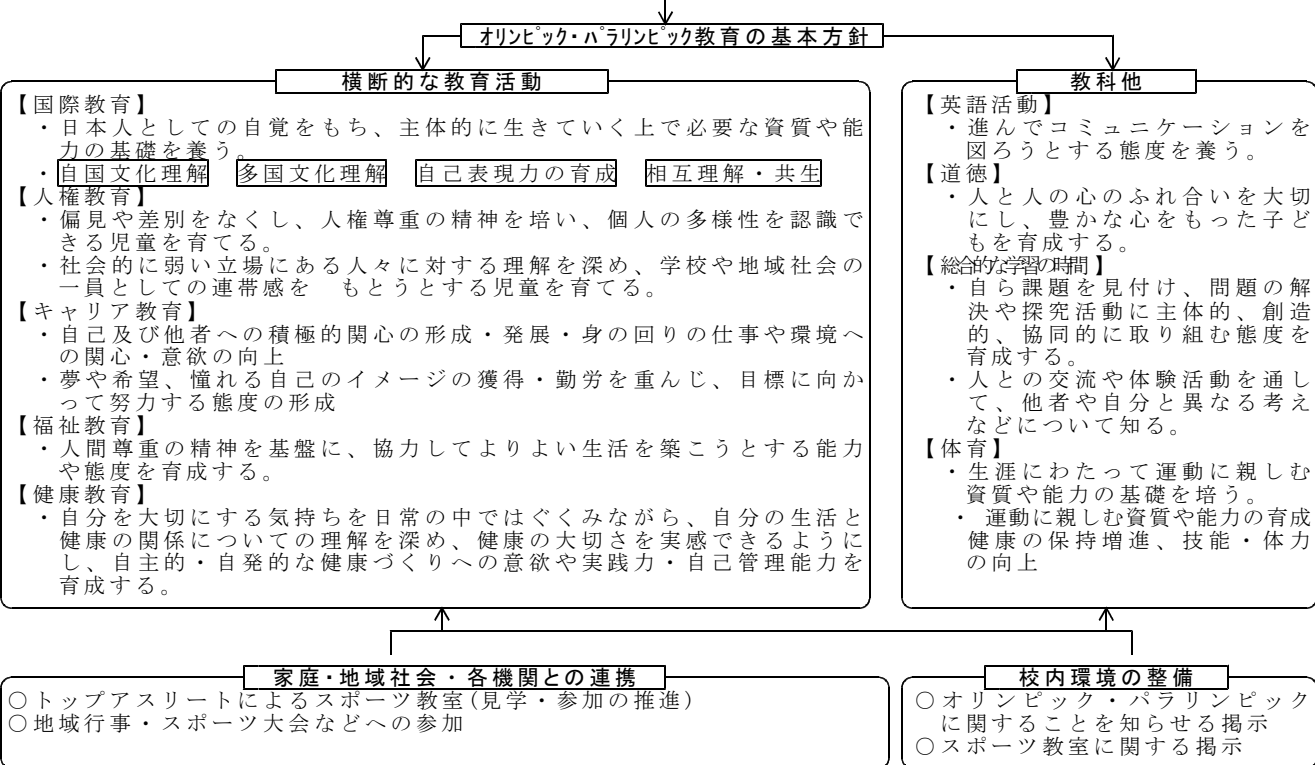 オリンピック・パラリンピック教育の基本方針
横断的な教育活動
【国際教育】
・日本人としての自覚をもち、主体的に生きていく上で必要な資質や能
力の基礎を養う。
・自国文化理解　多国文化理解　自己表現力の育成　相互理解・共生
【人権教育】
・偏見や差別をなくし、人権尊重の精神を培い、個人の多様性を認識で
きる児童を育てる。
・社会的に弱い立場にある人々に対する理解を深め、学校や地域社会の
一員としての連帯感を　もとうとする児童を育てる。
【キャリア教育】
・自己及び他者への積極的関心の形成・発展・身の回りの仕事や環境へ
の関心・意欲の向上
・夢や希望、憧れる自己のイメージの獲得・勤労を重んじ、目標に向か
って努力する態度の形成
【福祉教育】
・人間尊重の精神を基盤に、協力してよりよい生活を築こうとする能力
や態度を育成する。
【健康教育】
・自分を大切にする気持ちを日常の中ではぐくみながら、自分の生活と
健康の関係についての理解を深め、健康の大切さを実感できるように
し、自主的・自発的な健康づくりへの意欲や実践力・自己管理能力を
育成する。
教科他
【英語活動】
・進んでコミュニケーションを
図ろうとする態度を養う。
【道徳】
・人と人の心のふれ合いを大切
にし、豊かな心をもった子ど
もを育成する。
【総合的な学習の時間】
・自ら課題を見付け、問題の解
決や探究活動に主体的、創造
的、協同的に取り組む態度を
育成する。
・人との交流や体験活動を通し
て、他者や自分と異なる考え
などについて知る。
【体育】
・生涯にわたって運動に親しむ
資質や能力の基礎を培う。
・ 運動に親しむ資質や能力の育成
健康の保持増進、技能・体力
の向上
家庭・地域社会・各機関との連携
○トップアスリートによるスポーツ教室(見学・参加の推進)
○地域行事・スポーツ大会などへの参加
校内環境の整備
○オリンピック・パラリンピック
に関することを知らせる掲示
○スポーツ教室に関する掲示